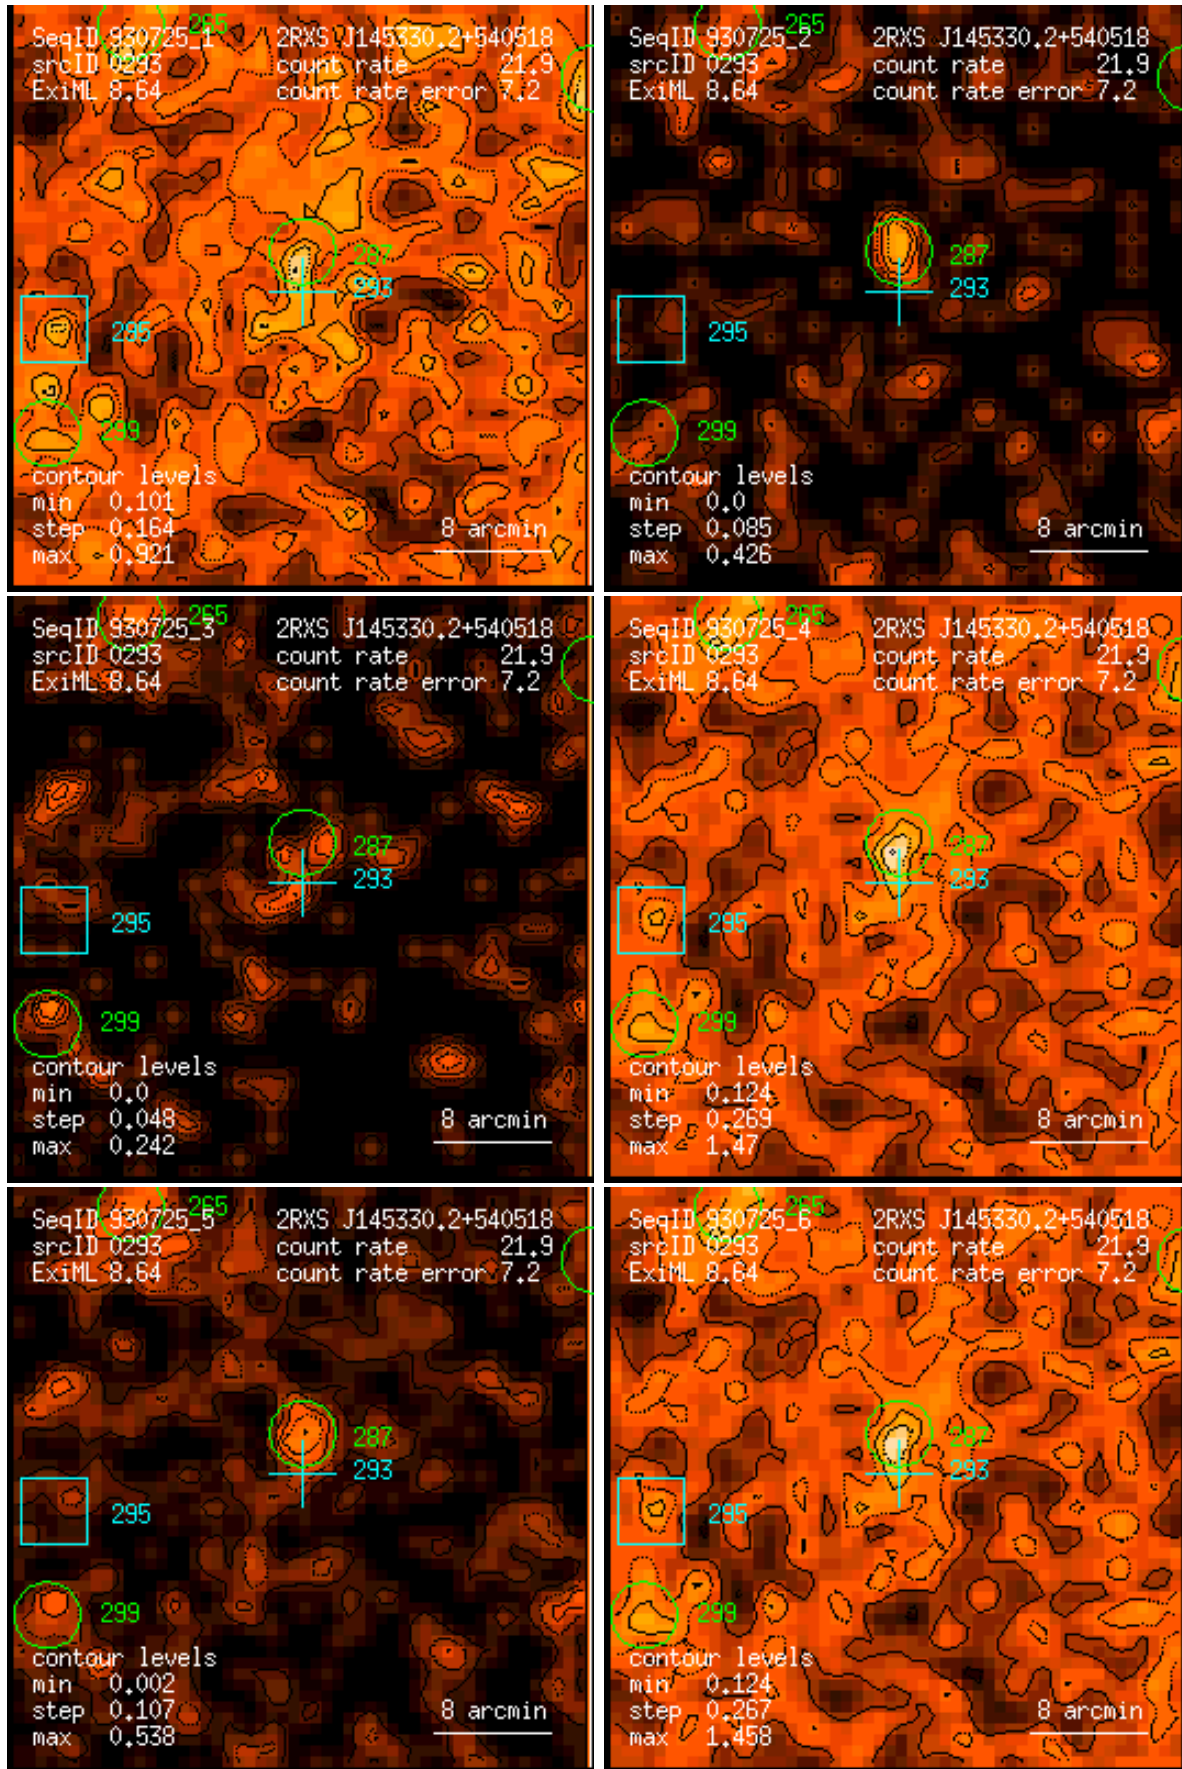 265
SeqID 930725_1 2RXS J145330.2+540518
srcID 0293 count rate 21.9
ExiML 8.64 count rate error 7.2
287
293
295
299
contour levels
min 0.101
step 0.164 8 arcmin
max 0.921
265
SeqID 930725_2 2RXS J145330.2+540518
srcID 0293 count rate 21.9
ExiML 8.64 count rate error 7.2
287
293
295
299
contour levels
min 0.0
step 0.085 8 arcmin
max 0.426
265
SeqID 930725_3 2RXS J145330.2+540518
srcID 0293 count rate 21.9
ExiML 8.64 count rate error 7.2
287
293
295
299
contour levels
min 0.0
step 0.048 8 arcmin
max 0.242
265
SeqID 930725_4 2RXS J145330.2+540518
srcID 0293 count rate 21.9
ExiML 8.64 count rate error 7.2
287
293
295
299
contour levels
min 0.124
step 0.269 8 arcmin
max 1.47
265
SeqID 930725_5 2RXS J145330.2+540518
srcID 0293 count rate 21.9
ExiML 8.64 count rate error 7.2
287
293
295
299
contour levels
min 0.002
step 0.107 8 arcmin
max 0.538
265
SeqID 930725_6 2RXS J145330.2+540518
srcID 0293 count rate 21.9
ExiML 8.64 count rate error 7.2
287
293
295
299
contour levels
min 0.124
step 0.267 8 arcmin
max 1.458